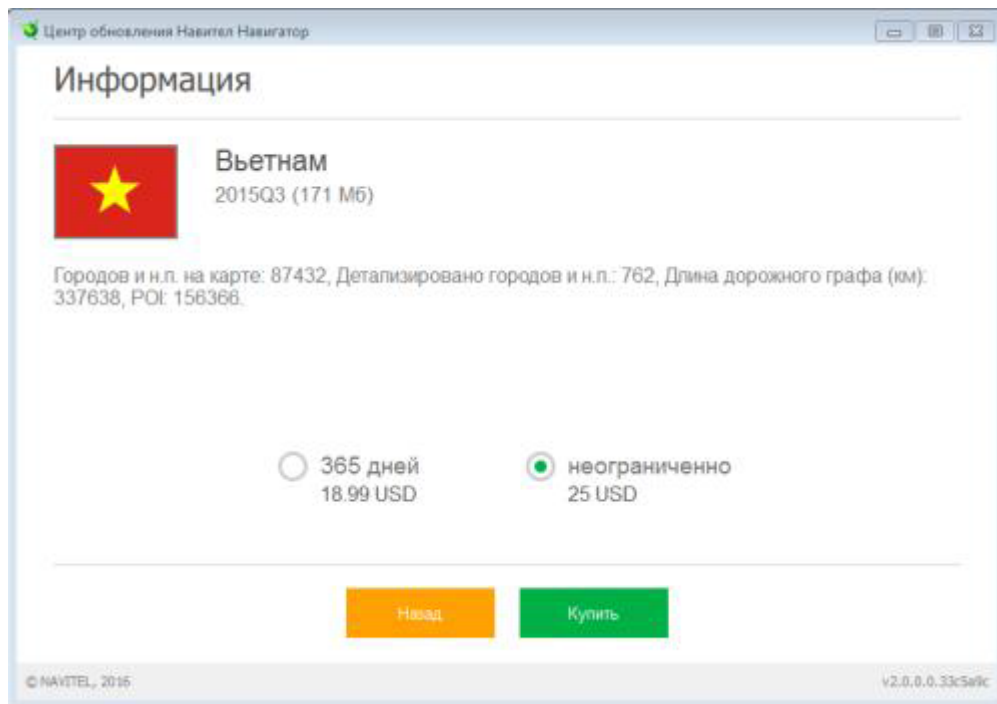 Центр обновления Навител Навигатор
Информация
Вьетнам
2015Q3 (171 Мб)
Городов и н.п. на карте: 87432, Детализировано городов и н.п.: 762, Длина дорожного графа (км):
337638, POI: 156366.
365 дней
18.99 USD
неограниченно
25 USD
Назад
Купить
© NAVITEL, 2016
v2.0.0.0.33c5a9c